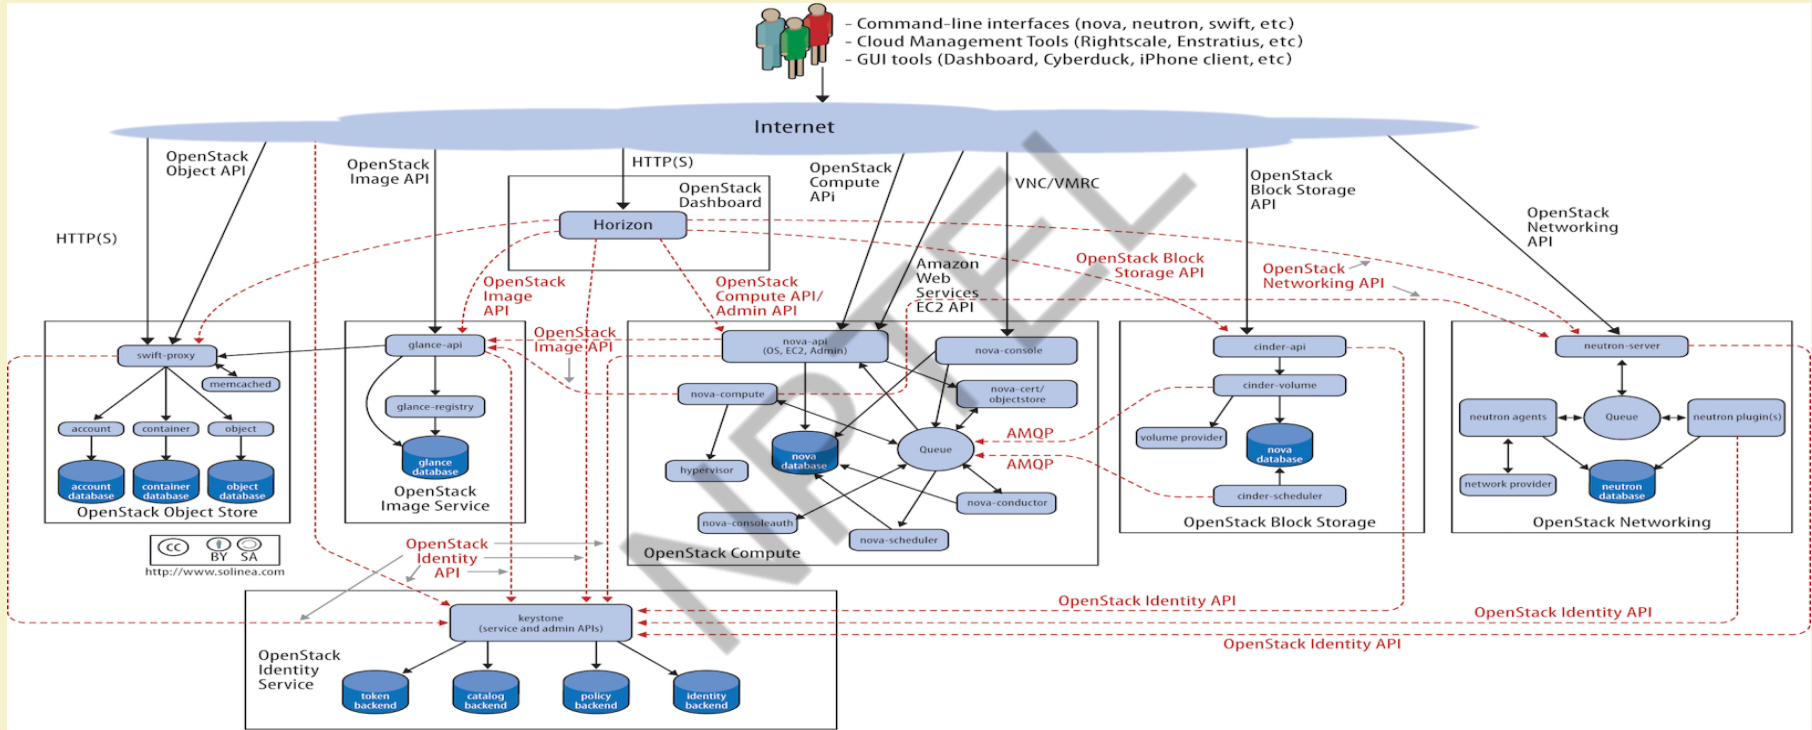 - Command-line interfaces (nova, neutron, swift, etc)
- Cloud Management Tools (Rightscale, Enstratius, etc)
- GUI tools (Dashboard, Cyberduck, iPhone client, etc)
Internet
OpenStack
Object API
HTTP(S)
OpenStack
Image API
HTTP(S)
OpenStack
Dashboard
Horizon
OpenStack
Compute
APi
VNC/VMRC
OpenStack
Block Storage
API
OpenStack
Networking
API
OpenStack
Image
API
OpenStack
Compute API/
Admin API
Amazon
Web
Services
EC2 API
OpenStack Block
Storage API
OpenStack
Networking API
OpenStack
Image API
swift-proxy
memcached
account
container
object
account
database
container
database
object
database
OpenStack Object Store
glance-api
glance-registry
glance
database
OpenStack
Image Service
nova-api
(OS, EC2, Admin)
nova-console
nova-compute
nova-cert/
objectstore
hypervisor
nova
database
Queue
nova-conductor
nova-consoleauth
nova-scheduler
OpenStack Compute
AMQP
AMQP
cinder-api
cinder-volume
volume provider
nova
database
cinder-scheduler
OpenStack Block Storage
neutron-server
neutron agents
Queue
neutron plugin(s)
network provider
neutron
database
OpenStack Networking
cc
BY SA
http://www.solinea.com
OpenStack
Identity
API
OpenStack Identity API
OpenStack Identity API
OpenStack Identity API
keystone
(service and admin APIs)
OpenStack
Identity
Service
token
backend
catalog
backend
policy
backend
identity
backend
NPTEL